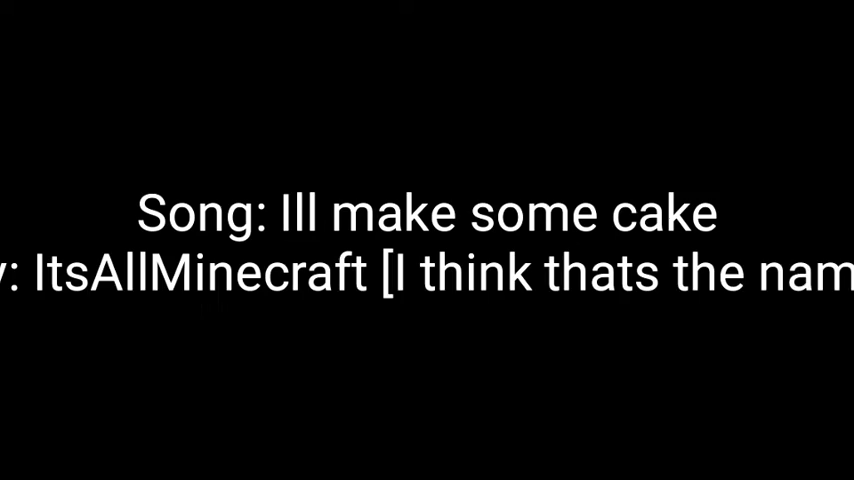 Song: Ill make some cake
y: ItsAllMinecraft [I think thats the nam